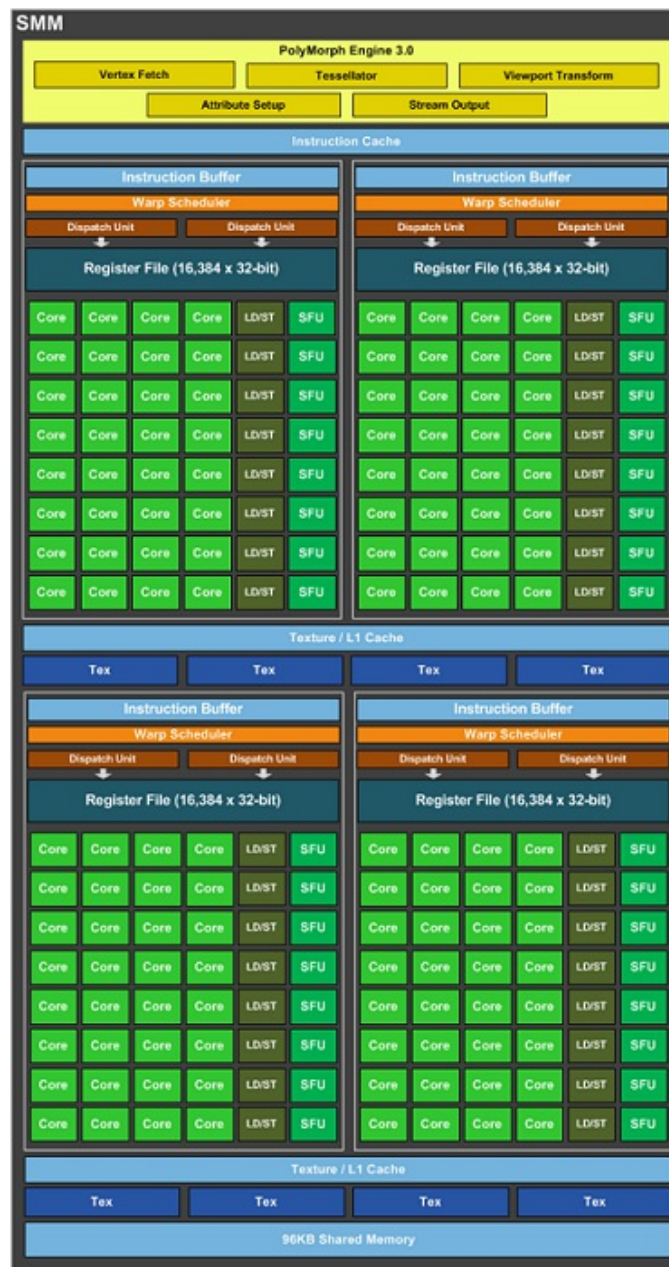 SMM
PolyMorph Engine 3.0
Vertex Fetch Tessellator Viewport Transform
Attribute Setup Stream Output
Instruction Cache
Instruction Buffer Instruction Buffer
Warp Scheduler Warp Scheduler
Dispatch Unit Dispatch Unit Dispatch Unit Dispatch Unit
Register File (16,384 x 32-bit) Register File (16,384 x 32-bit)
Core Core Core Core LD/ST SFU Core Core Core Core LD/ST SFU
Core Core Core Core LD/ST SFU Core Core Core Core LD/ST SFU
Core Core Core Core LD/ST SFU Core Core Core Core LD/ST SFU
Core Core Core Core LD/ST SFU Core Core Core Core LD/ST SFU
Core Core Core Core LD/ST SFU Core Core Core Core LD/ST SFU
Core Core Core Core LD/ST SFU Core Core Core Core LD/ST SFU
Core Core Core Core LD/ST SFU Core Core Core Core LD/ST SFU
Core Core Core Core LD/ST SFU Core Core Core Core LD/ST SFU
Texture / L1 Cache
Tex Tex Tex Tex
Instruction Buffer Instruction Buffer
Warp Scheduler Warp Scheduler
Dispatch Unit Dispatch Unit Dispatch Unit Dispatch Unit
Register File (16,384 x 32-bit) Register File (16,384 x 32-bit)
Core Core Core Core LD/ST SFU Core Core Core Core LD/ST SFU
Core Core Core Core LD/ST SFU Core Core Core Core LD/ST SFU
Core Core Core Core LD/ST SFU Core Core Core Core LD/ST SFU
Core Core Core Core LD/ST SFU Core Core Core Core LD/ST SFU
Core Core Core Core LD/ST SFU Core Core Core Core LD/ST SFU
Core Core Core Core LD/ST SFU Core Core Core Core LD/ST SFU
Core Core Core Core LD/ST SFU Core Core Core Core LD/ST SFU
Core Core Core Core LD/ST SFU Core Core Core Core LD/ST SFU
Texture / L1 Cache
Tex Tex Tex Tex
96KB Shared Memory